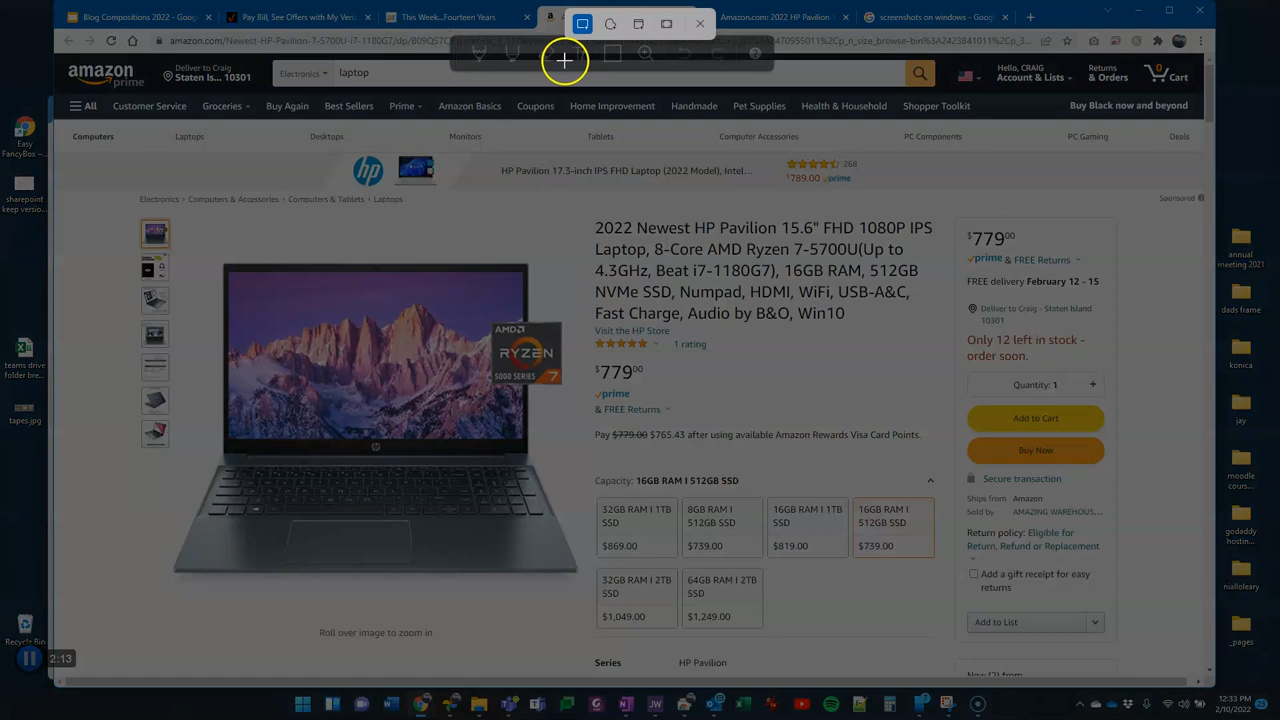 Blog Compositions 2022 - Googl
Pay Bill, See Offers with My Veri
This Week...Fourteen Years
Amazon.com: 2022 HP Pavilion
screenshots on windows - Google
amazon.com/Newest-HP-Pavilion-7-5700U-i7-1180G7/dp/B09QS7C
amazon
prime
Deliver to Craig
Staten Isl... 10301
Electronics
laptop
Hello, CRAIG
Account & Lists
Returns
& Orders
0
Cart
All
Customer Service
Groceries
Buy Again
Best Sellers
Prime
Amazon Basics
Coupons
Home Improvement
Handmade
Pet Supplies
Health & Household
Shopper Toolkit
Buy Black now and beyond
Computers
Laptops
Desktops
Monitors
Tablets
Computer Accessories
PC Components
PC Gaming
Deals
hp
HP Pavilion 17.3-inch IPS FHD Laptop (2022 Model), Intel...
268
$789.00 prime
Electronics › Computers & Accessories › Computers & Tablets › Laptops
Sponsored
2022 Newest HP Pavilion 15.6" FHD 1080P IPS
Laptop, 8-Core AMD Ryzen 7-5700U(Up to
4.3GHz, Beat i7-1180G7), 16GB RAM, 512GB
NVMe SSD, Numpad, HDMI, WiFi, USB-A&C,
Fast Charge, Audio by B&O, Win10
Visit the HP Store
1 rating
$77900
prime
& FREE Returns
Pay $779.00 $765.43 after using available Amazon Rewards Visa Card Points.
Capacity: 16GB RAM I 512GB SSD
32GB RAM I 1TB
SSD
$869.00
8GB RAM I
512GB SSD
$739.00
16GB RAM I 1TB
SSD
$819.00
16GB RAM I
512GB SSD
$739.00
32GB RAM I 2TB
SSD
$1,049.00
64GB RAM I 2TB
SSD
$1,249.00
Series
HP Pavilion
AMD
RYZEN
5000 SERIES 7
hp
Roll over image to zoom in
$77900
prime & FREE Returns
FREE delivery February 12 - 15
Deliver to Craig - Staten Island
10301
Only 12 left in stock -
order soon.
Quantity: 1
+
Add to Cart
Buy Now
Secure transaction
Ships from Amazon
Sold by AMAZING WAREHOUS...
Return policy: Eligible for
Return, Refund or Replacement
Add a gift receipt for easy
returns
Add to List
New (2) from
Easy
FancyBox –...
sharepoint
keep versio...
teams drive
folder bre...
tapes.jpg
Recycle Bin
2:13
annual
meeting 2021
dads frame
konica
jay
moodle
cours...
godaddy
hosting...
nialloleary
_pages
12:33 PM
2/10/2022